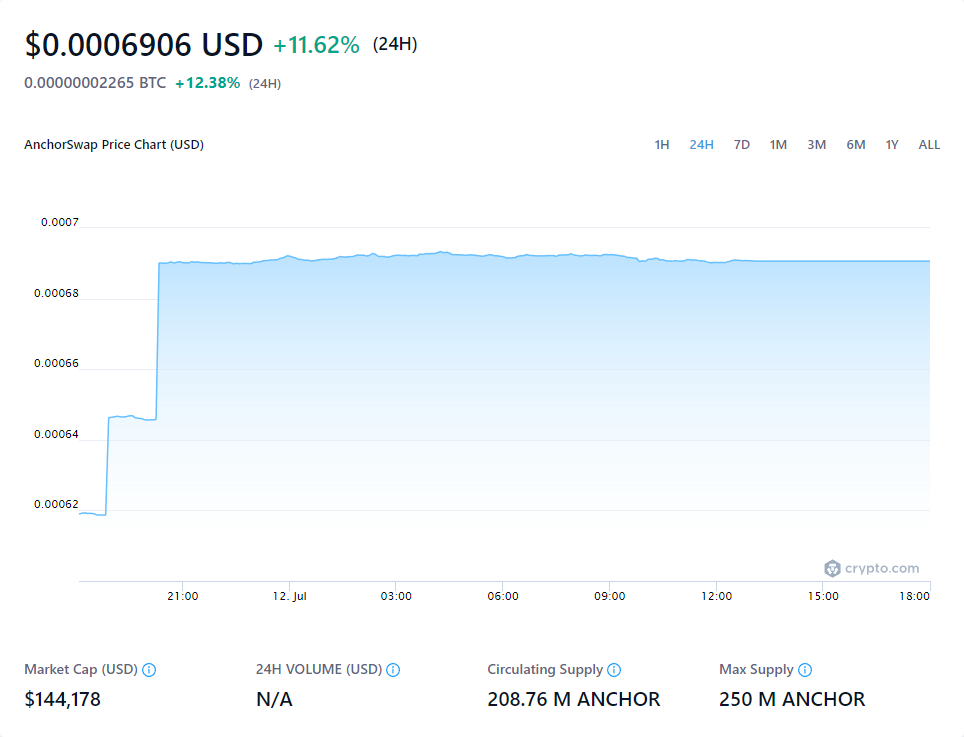 $0.0006906 USD +11.62% (24H)
0.00000002265 BTC +12.38% (24H)
AnchorSwap Price Chart (USD) 1H 24H 7D 1M 3M 6M 1Y ALL
0.0007
0.00068
0.00066
0.00064
0.00062
crypto.com
21:00 12. Jul 03:00 06:00 09:00 12:00 15:00 18:00
Market Cap (USD) 24H VOLUME (USD) Circulating Supply Max Supply
$144,178 N/A 208.76 M ANCHOR 250 M ANCHOR